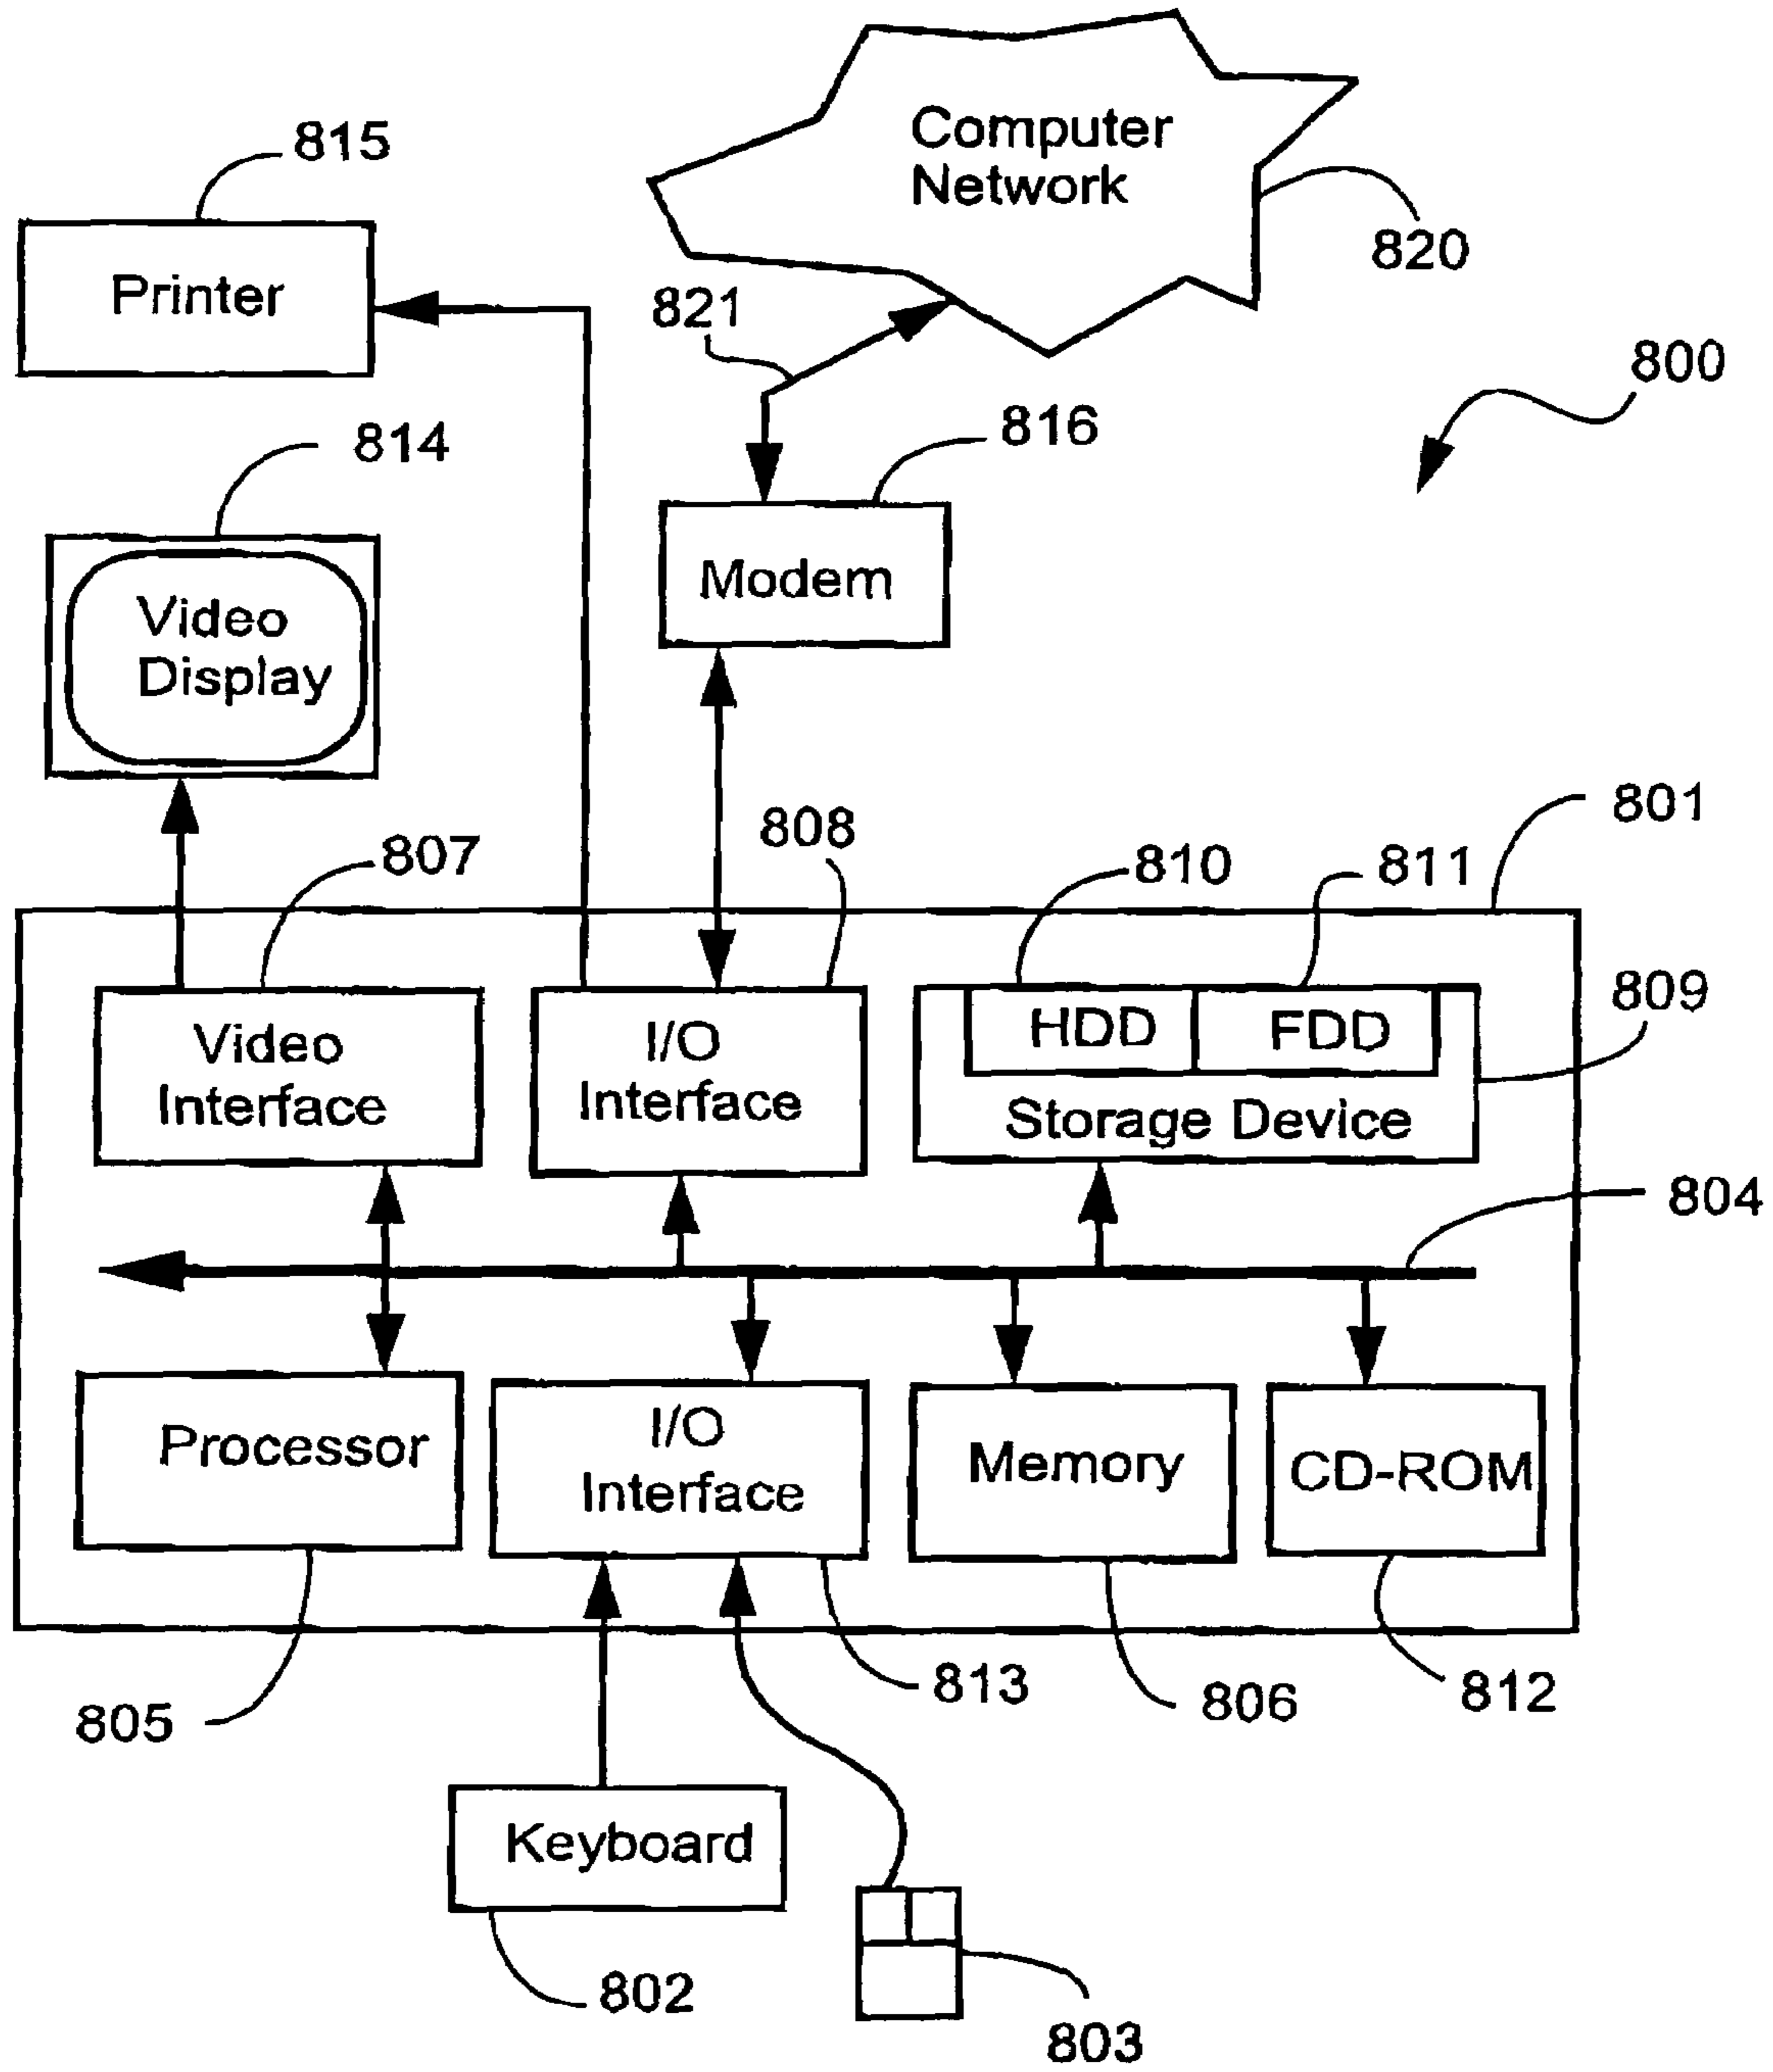 Computer
Network
815
820
Printer
821
800
814
816
Video
Display
Modem
801
807
808
810
811
809
HDD
FDD
Video
Interface
I/O
Interface
Storage Device
804
Processor
I/O
Interface
Memory
CD-ROM
805
813
806
812
Keyboard
802
803